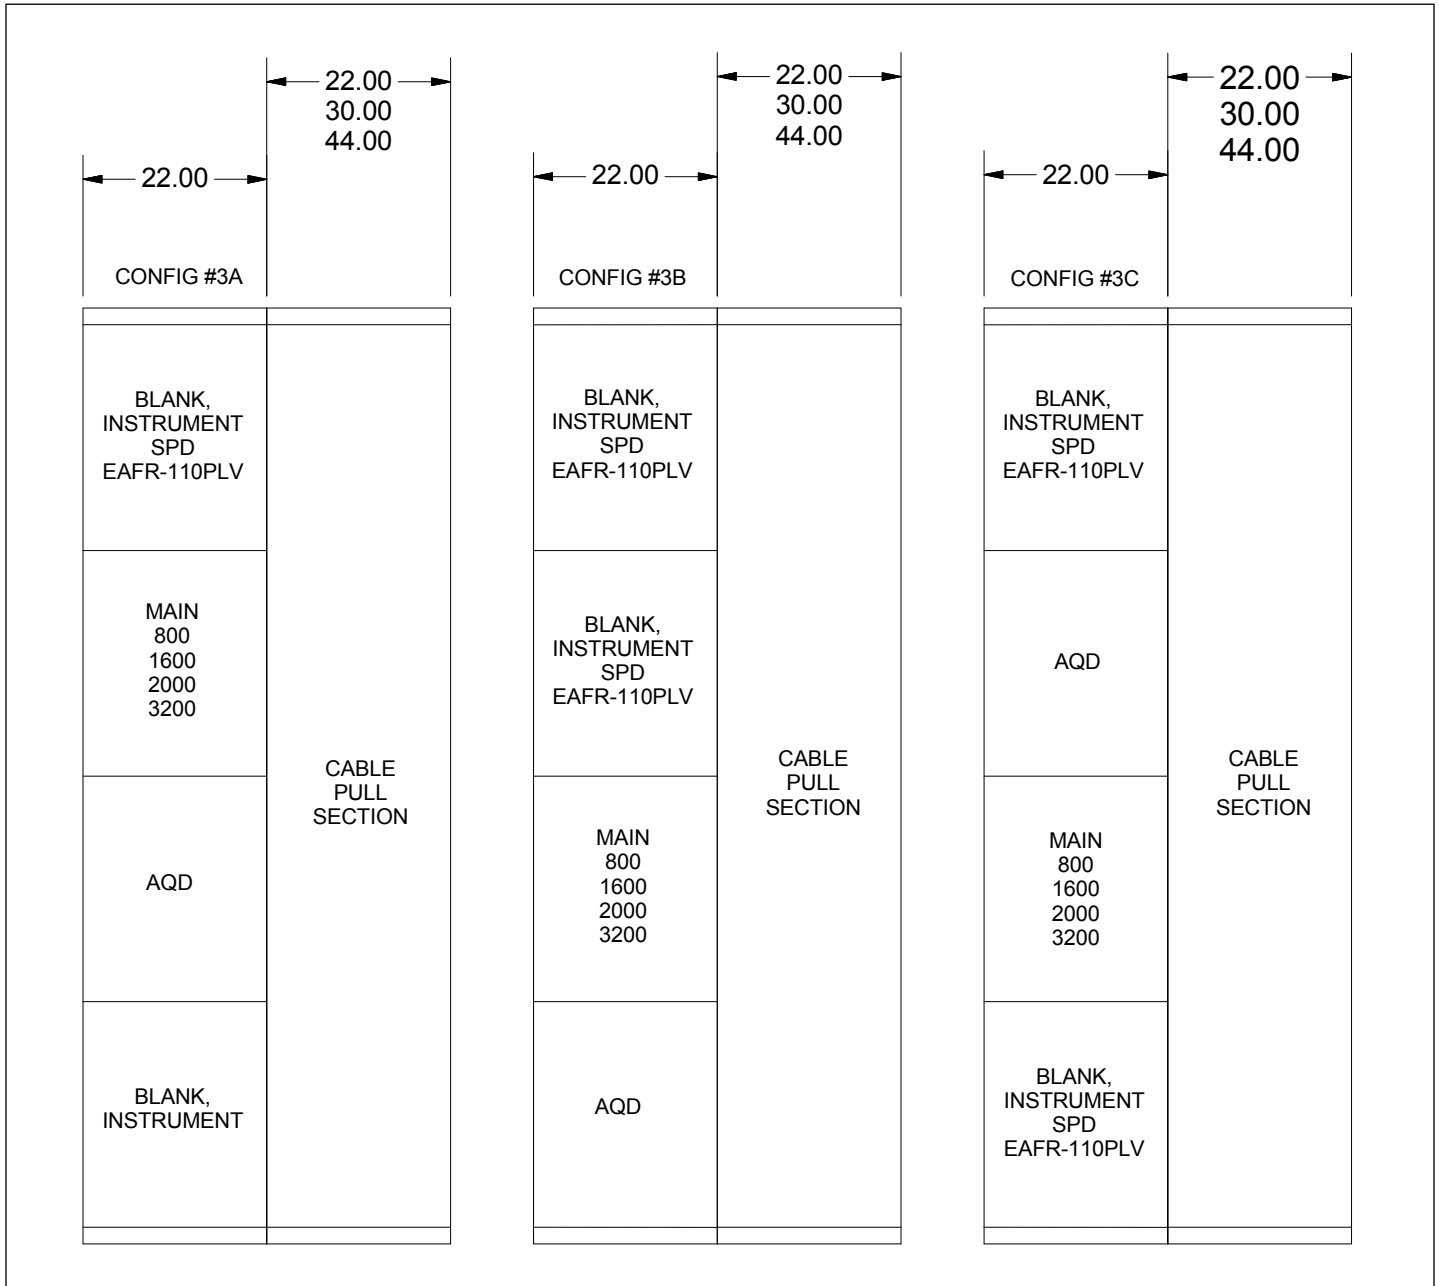 22.00
30.00
44.00
22.00
CONFIG #3A
BLANK,
INSTRUMENT
SPD
EAFR-110PLV
MAIN
800
1600
2000
3200
AQD
BLANK,
INSTRUMENT
CABLE
PULL
SECTION
22.00
30.00
44.00
22.00
CONFIG #3B
BLANK,
INSTRUMENT
SPD
EAFR-110PLV
BLANK,
INSTRUMENT
SPD
EAFR-110PLV
MAIN
800
1600
2000
3200
AQD
CABLE
PULL
SECTION
22.00
30.00
44.00
22.00
CONFIG #3C
BLANK,
INSTRUMENT
SPD
EAFR-110PLV
AQD
MAIN
800
1600
2000
3200
BLANK,
INSTRUMENT
SPD
EAFR-110PLV
CABLE
PULL
SECTION